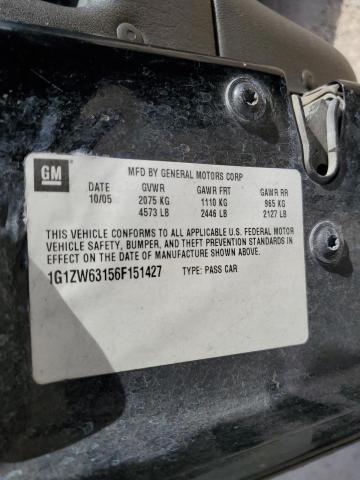 GM
MFD BY GENERAL MOTORS CORP
DATE GVWR GAWR FRT GAWR RR
10/05 2075 KG 1110 KG 965 KG
4573 LB 2446 LB 2127 LB
THIS VEHICLE CONFORMS TO ALL APPLICABLE U.S. FEDERAL MOTOR
VEHICLE SAFETY, BUMPER, AND THEFT PREVENTION STANDARDS IN
EFFECT ON THE DATE OF MANUFACTURE SHOWN ABOVE.
1G1ZW63156F151427 TYPE: PASS CAR